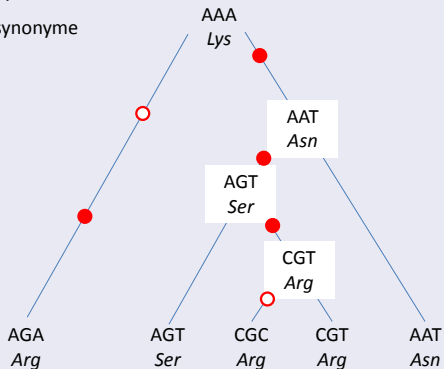 synonyme
AAA
Lys
AAT
Asn
AGT
Ser
CGT
Arg
AGA
Arg
AGT
Ser
CGC
Arg
CGT
Arg
AAT
Asn